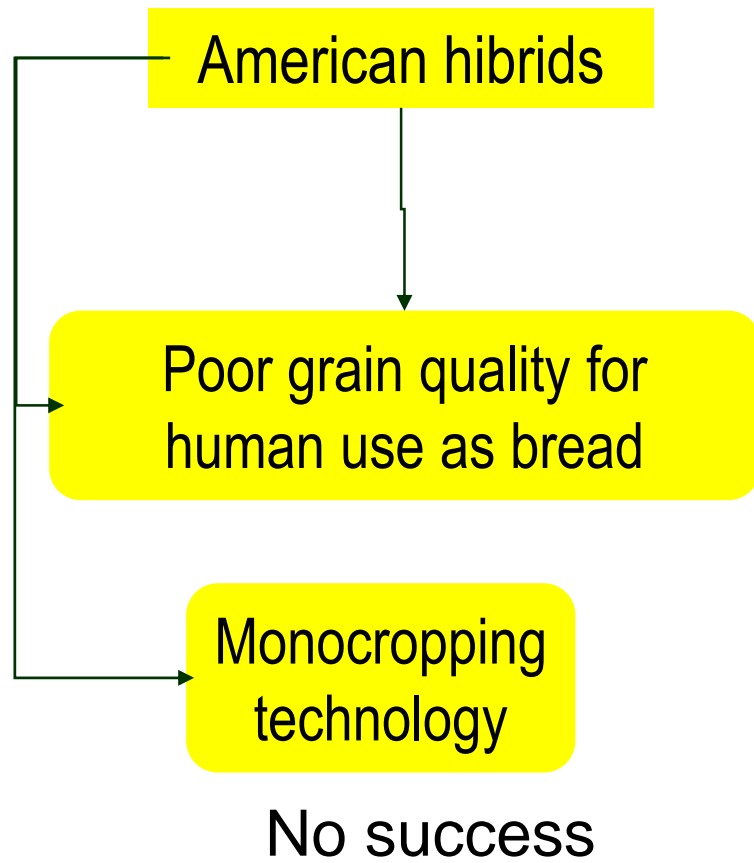 American hibrids
Poor grain quality for
human use as bread
Monocropping
technology
No success